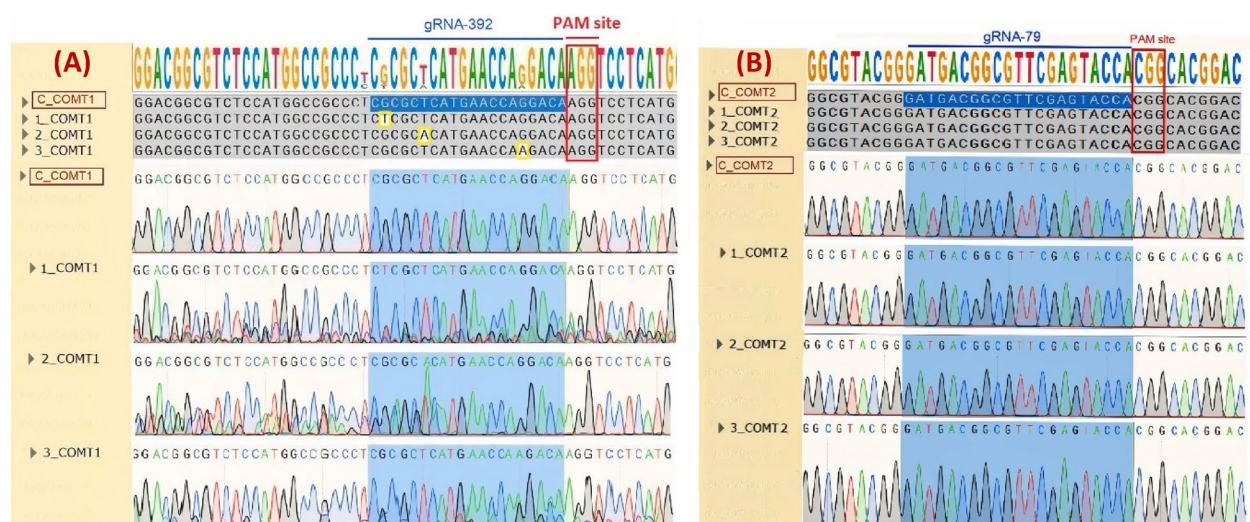 gRNA-392 PAM site
(A) GGACGGCGTCTCCATGGCCGCCCTCGCGCTCATGAACCAGGACAAGGTCCTCATG
C_COMT1 GGACGGCGTCTCCATGGCCGCCCTCGCGCTCATGAACCAGGACAAGGTCCTCATG
1_COMT1 GGACGGCGTCTCCATGGCCGCCCTCTCGCTCATGAACCAGGACAAGGTCCTCATG
2_COMT1 GGACGGCGTCTCCATGGCCGCCCTCGCGCACATGAACCAGGACAAGGTCCTCATG
3_COMT1 GGACGGCGTCTCCATGGCCGCCCTCGCGCTCATGAACCAAGACAAGGTCCTCATG
C_COMT1 GGACGGCGTCTCCATGGCCGCCCTCGCGCTCATGAACCAGGACAAGGTCCTCATG
1_COMT1 GGACGGCGTCTCCATGGCCGCCCTCTCGCTCATGAACCAGGACAAGGTCCTCATG
2_COMT1 GGACGGCGTCTCCATGGCCGCCCTCGCGCACATGAACCAGGACAAGGTCCTCATG
3_COMT1 GGACGGCGTCTCCATGGCCGCCCTCGCGCTCATGAACCAAGACAAGGTCCTCATG
gRNA-79 PAM site
(B) GGCGTACGGGATGACGGCGTTCGAGTACCACGGCACGGAC
C_COMT2 GGCGTACGGGATGACGGCGTTCGAGTACCACGGCACGGAC
1_COMT2 GGCGTACGGGATGACGGCGTTCGAGTACCACGGCACGGAC
2_COMT2 GGCGTACGGGATGACGGCGTTCGAGTACCACGGCACGGAC
3_COMT2 GGCGTACGGGATGACGGCGTTCGAGTACCACGGCACGGAC
C_COMT2 GGCGTACGGGATGACGGCGTTCGAGTACCACGGCACGGAC
1_COMT2 GGCGTACGGGATGACGGCGTTCGAGTACCACGGCACGGAC
2_COMT2 GGCGTACGGGATGACGGCGTTCGAGTACCACGGCACGGAC
3_COMT2 GGCGTACGGGATGACGGCGTTCGAGTACCACGGCACGGAC